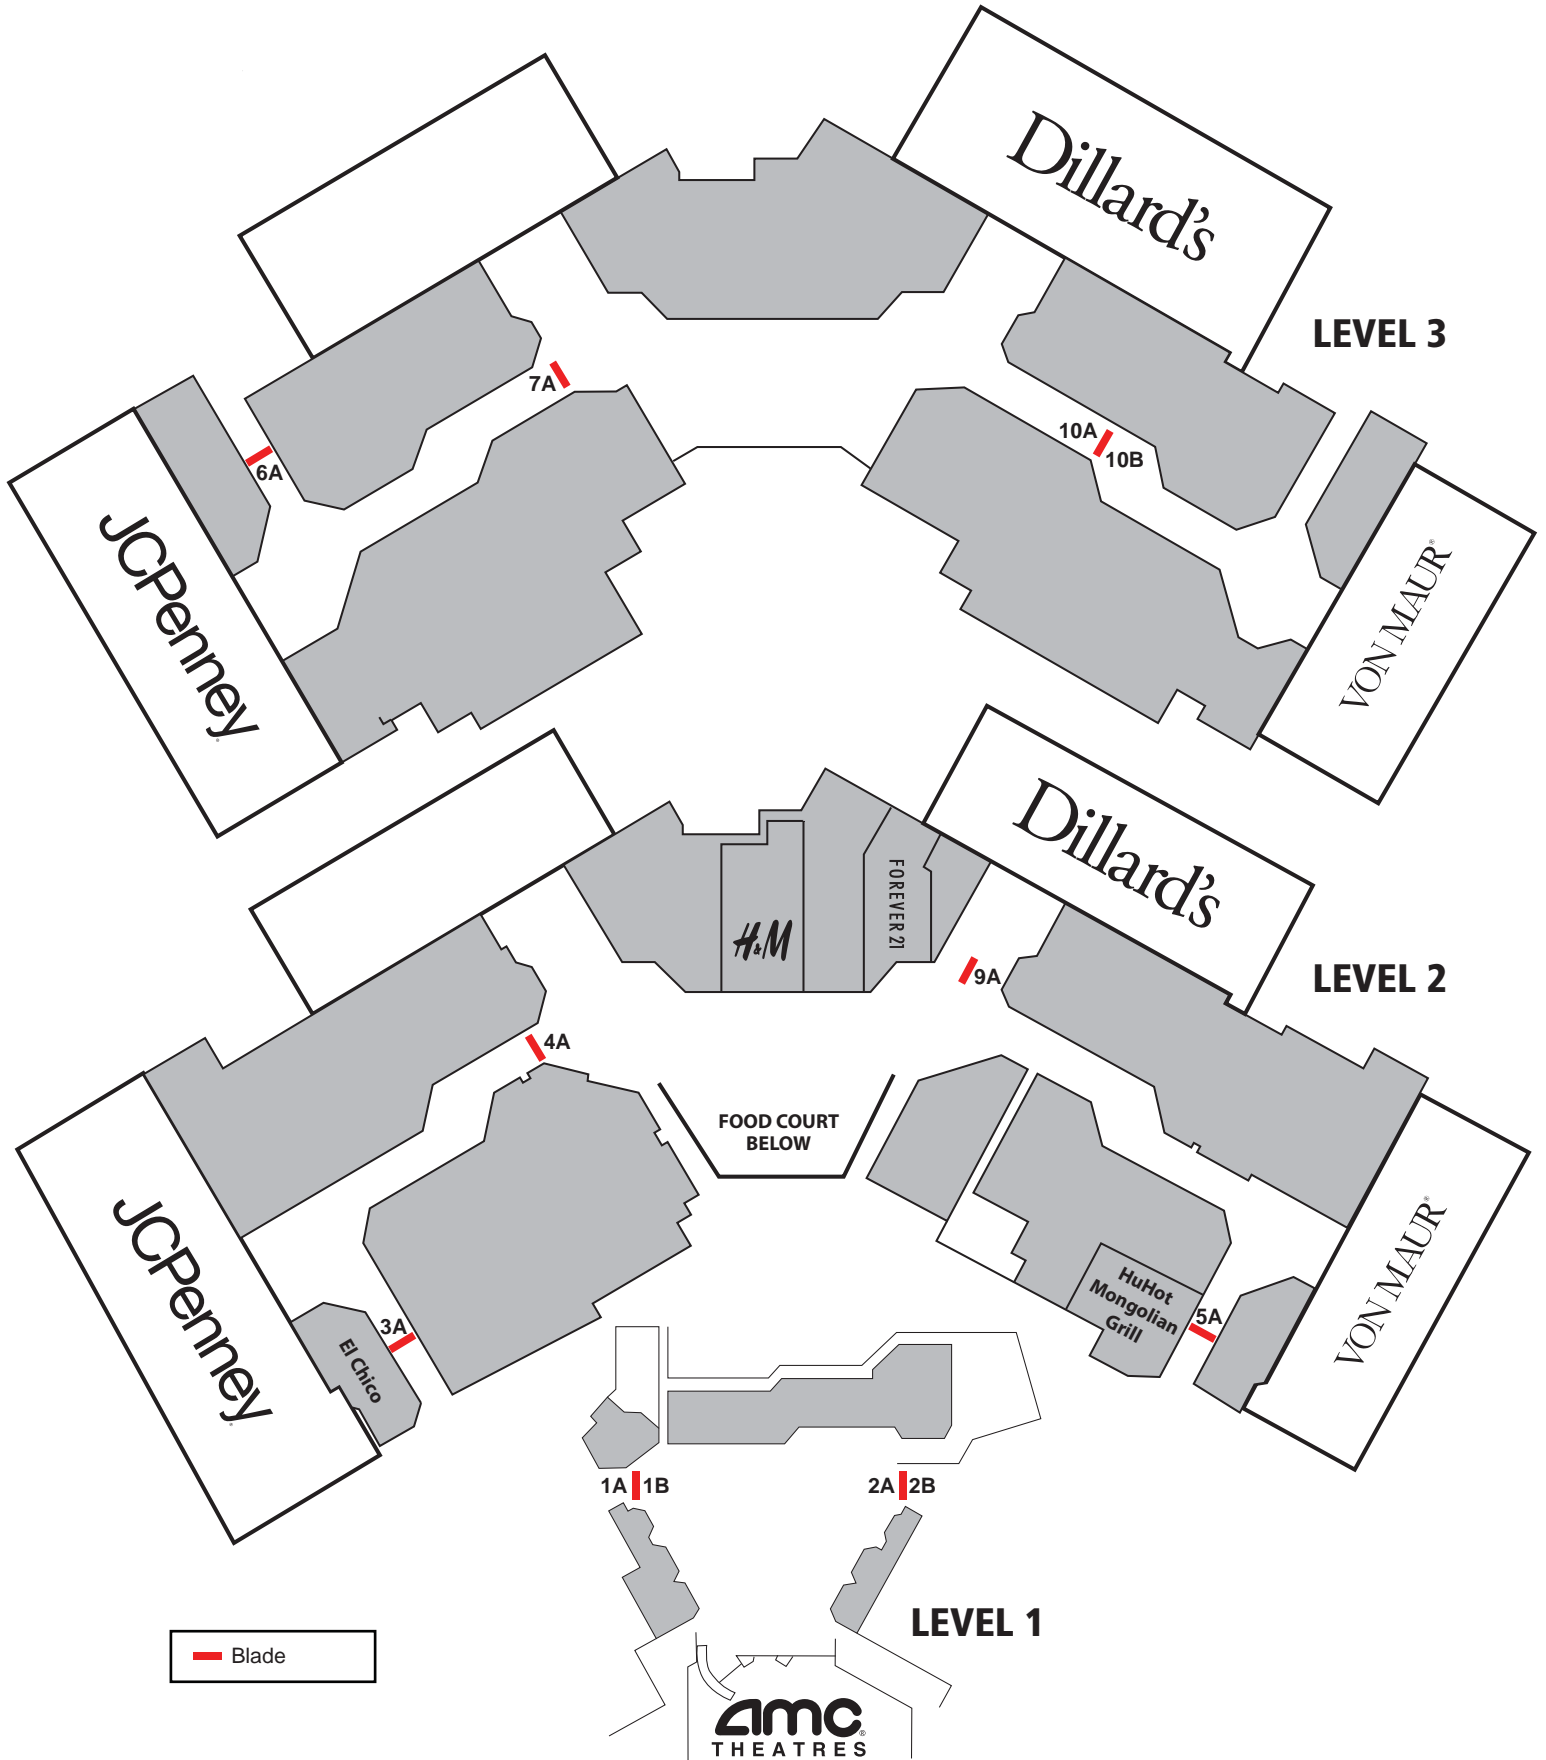 Dillard's
LEVEL 3
7A
10A
10B
6A
JCPenney
VON MAUR®
Dillard's
FOREVER 21
H&M
9A
LEVEL 2
4A
FOOD COURT
BELOW
HuHot
Mongolian
Grill
5A
3A
El Chico
JCPenney
VON MAUR®
1A
1B
2A
2B
LEVEL 1
Blade
amc®
THEATRES